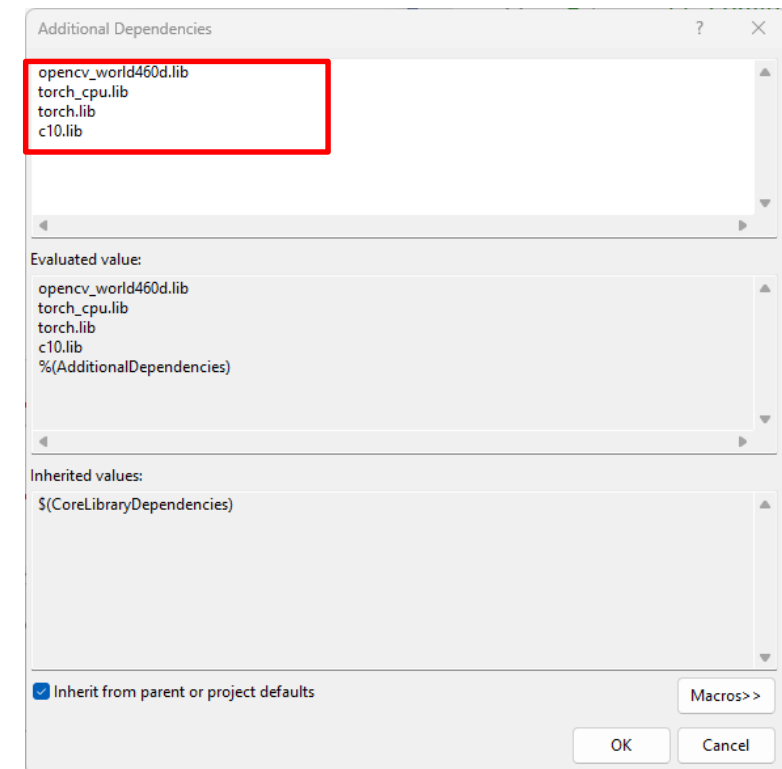 Additional Dependencies
?
opencv_world460d.lib
torch_cpu.lib
torch.lib
c10.lib
Evaluated value:
opencv_world460d.lib
torch_cpu.lib
torch.lib
c10.lib
%(AdditionalDependencies)
Inherited values:
$(CoreLibraryDependencies)
Inherit from parent or project defaults
Macros>>
OK
Cancel